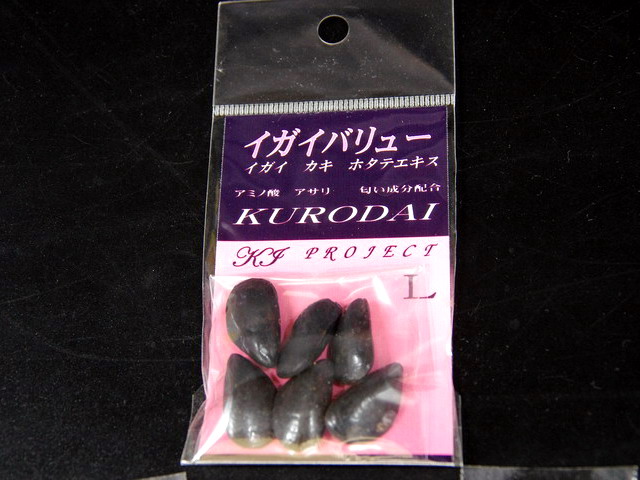 イガイバリュー
イガイ カキ ホタテエキス
アミノ酸 アサリ 匂い成分配合
KURODAI
KJ PROJECT
L